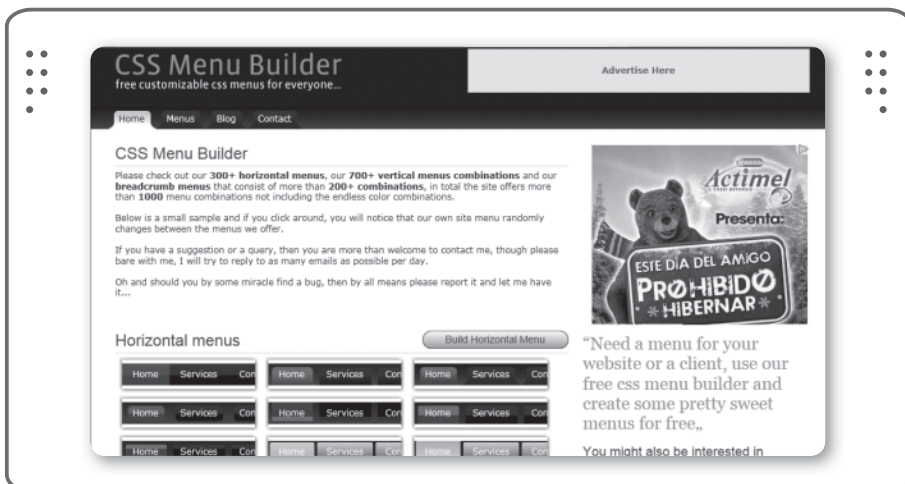 CSS Menu Builder
free customizable css menus for everyone...
Advertise Here
Home Menus Blog Contact
CSS Menu Builder
Please check out our 300+ horizontal menus, our 700+ vertical menus combinations and our
breadcrumb menus that consist of more than 200+ combinations, in total the site offers more
than 1000 menu combinations not including the endless color combinations.
Below is a small sample and if you click around, you will notice that our own site menu randomly
changes between the menus we offer.
If you have a suggestion or a query, then you are more than welcome to contact me, though please
bare with me, I will try to reply to as many emails as possible per day.
Oh and should you by some miracle find a bug, then by all means please report it and let me have
it...
Actimel
Presenta:
ESTE DÍA DEL AMIGO
PROHIBIDO
HIBERNAR
Horizontal menus
Build Horizontal Menu
Home Services Con
Home Services Con
Home Services Con
Home Services Con
Home Services Con
Home Services Con
Home Services Con
Home Services Con
Home Services Con
“Need a menu for your
website or a client, use our
free css menu builder and
create some pretty sweet
menus for free„
You might also be interested in